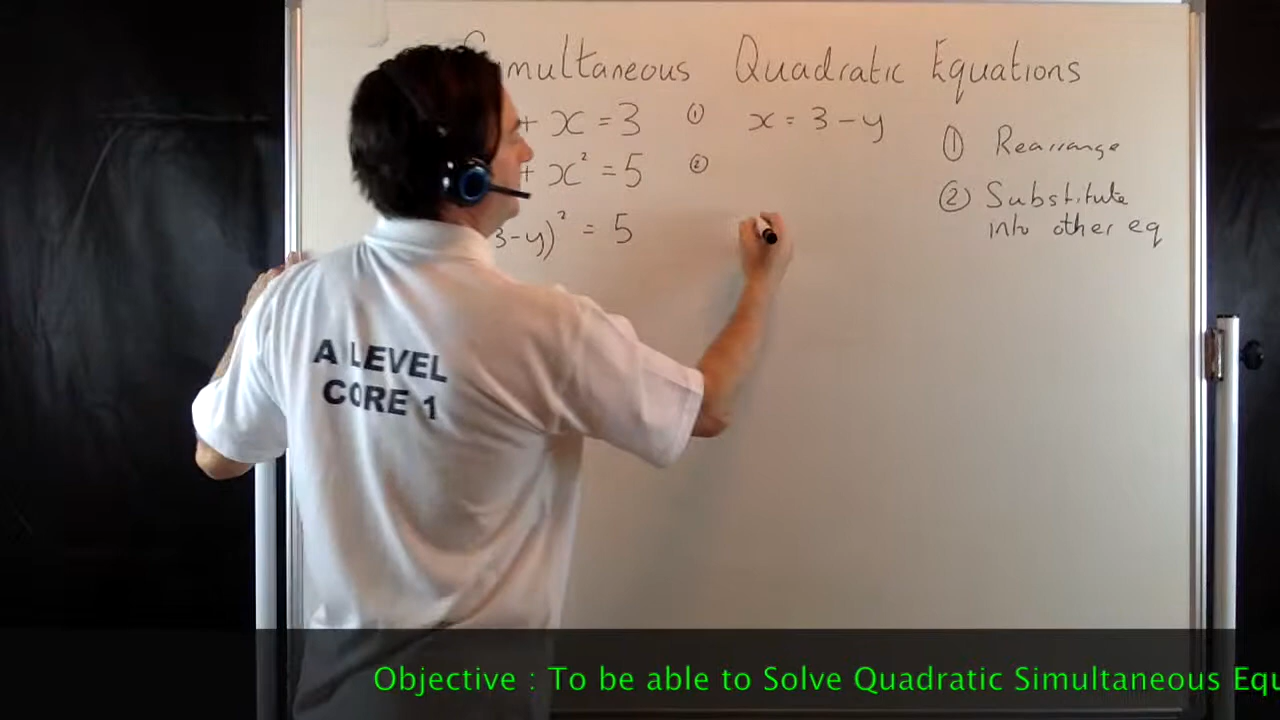 Simultaneous Quadratic Equations
+ x = 3 ① x = 3 - y
+ x² = 5 ②
3-y)² = 5
① Rearrange
② Substitute
into other eq
A LEVEL
CORE 1
Objective : To be able to Solve Quadratic Simultaneous Equ